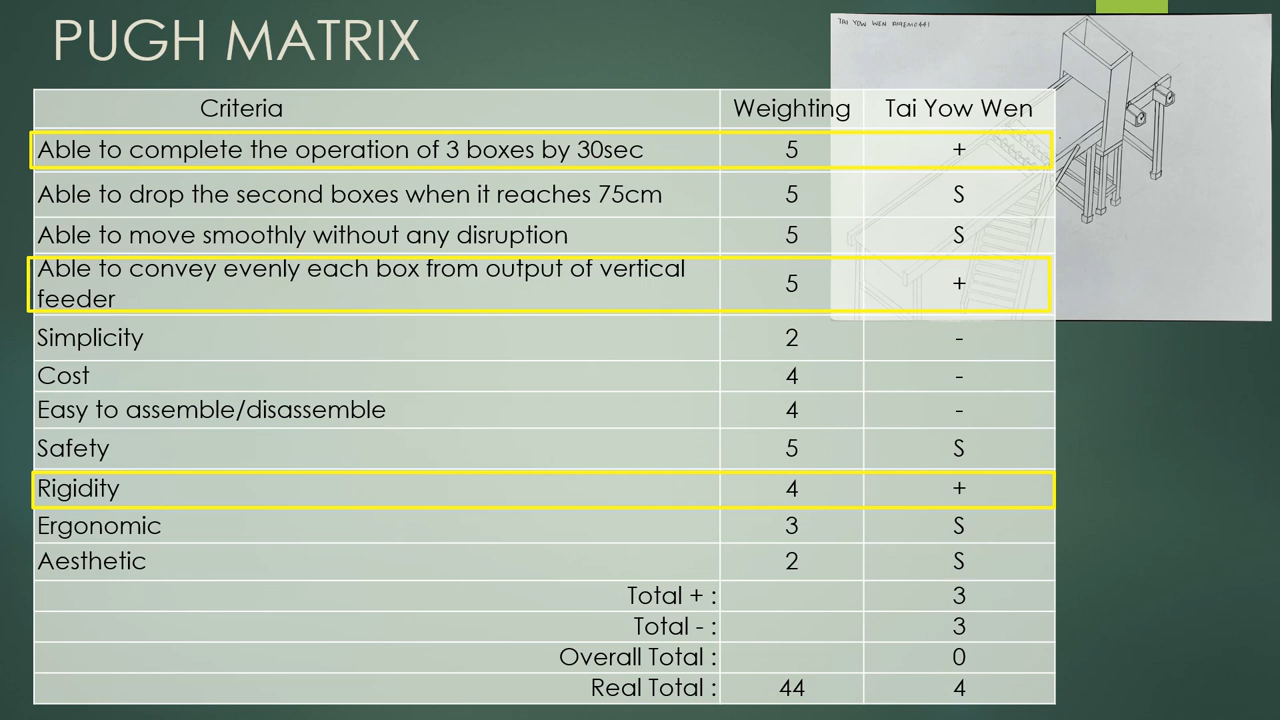 PUGH MATRIX
TAI YOW WEN
Criteria Weighting Tai Yow Wen
Able to complete the operation of 3 boxes by 30sec 5 +
Able to drop the second boxes when it reaches 75cm 5 S
Able to move smoothly without any disruption 5 S
Able to convey evenly each box from output of vertical
feeder 5 +
Simplicity 2 -
Cost 4 -
Easy to assemble/disassemble 4 -
Safety 5 S
Rigidity 4 +
Ergonomic 3 S
Aesthetic 2 S
Total + : 3
Total - : 3
Overall Total : 0
Real Total : 44 4